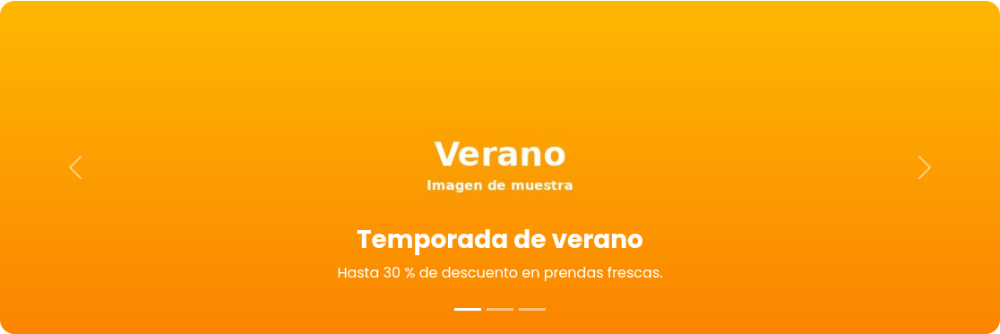 Verano
Imagen de muestra
Temporada de verano
Hasta 30 % de descuento en prendas frescas.